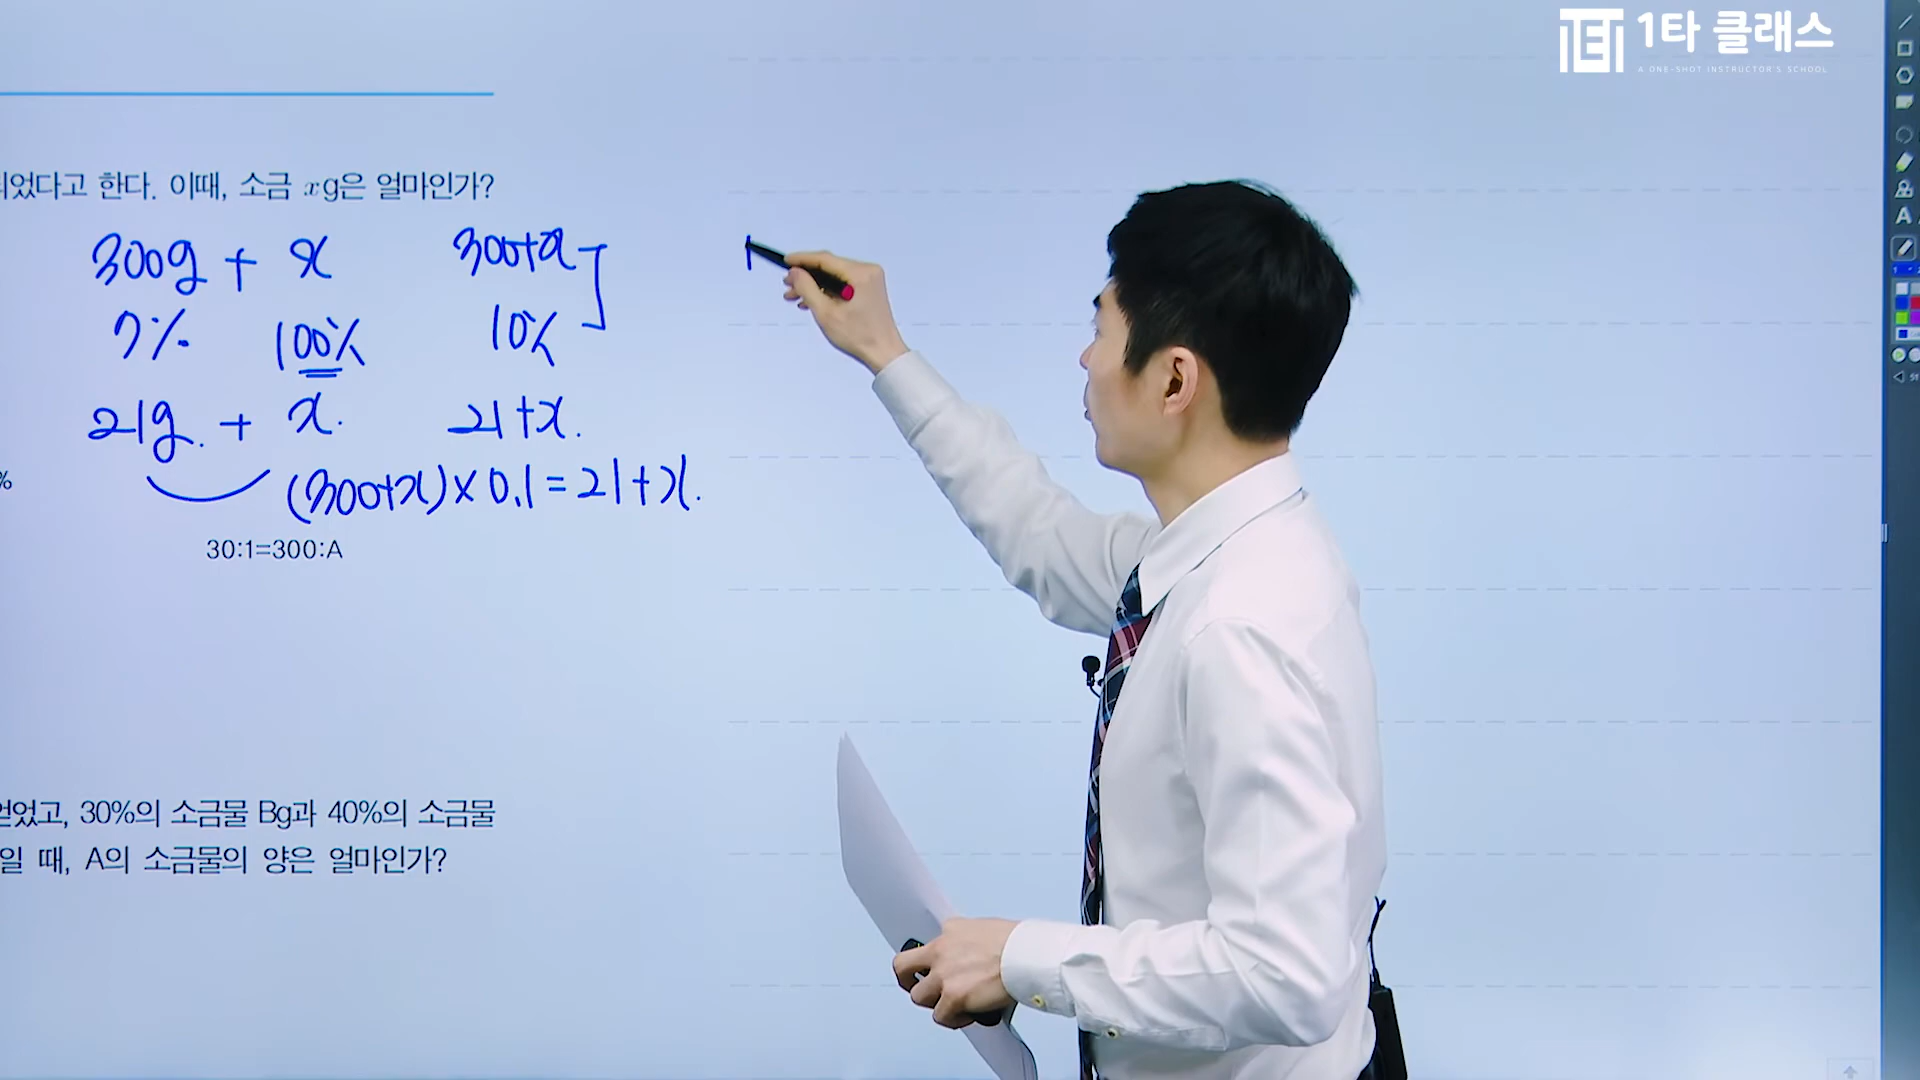 1타 클래스
A ONE-SHOT INSTRUCTOR'S SCHOOL
되었다고 한다. 이때, 소금 xg은 얼마인가?
300g + x 300+x
7% 100% 10%
21g. + x. 21+x.
(300+x)×0.1=21+x.
%
30:1=300:A
얻었고, 30%의 소금물 Bg과 40%의 소금물
일 때, A의 소금물의 양은 얼마인가?